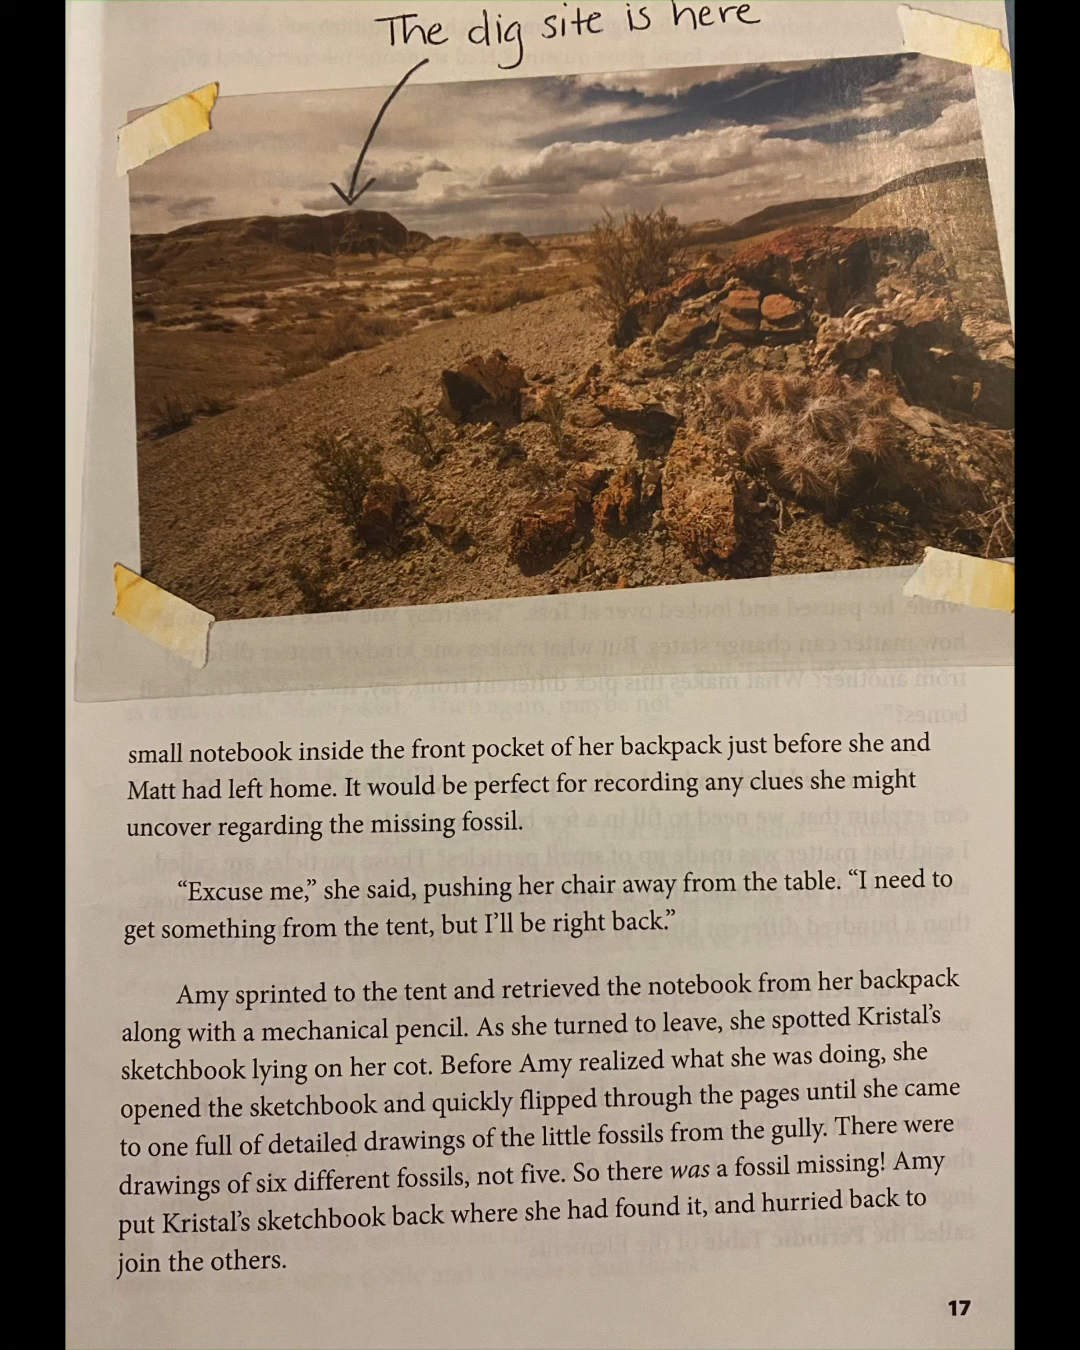 The dig site is here
small notebook inside the front pocket of her backpack just before she and
Matt had left home. It would be perfect for recording any clues she might
uncover regarding the missing fossil.
“Excuse me,” she said, pushing her chair away from the table. “I need to
get something from the tent, but I’ll be right back.”
Amy sprinted to the tent and retrieved the notebook from her backpack
along with a mechanical pencil. As she turned to leave, she spotted Kristal’s
sketchbook lying on her cot. Before Amy realized what she was doing, she
opened the sketchbook and quickly flipped through the pages until she came
to one full of detailed drawings of the little fossils from the gully. There were
drawings of six different fossils, not five. So there was a fossil missing! Amy
put Kristal’s sketchbook back where she had found it, and hurried back to
join the others.
17